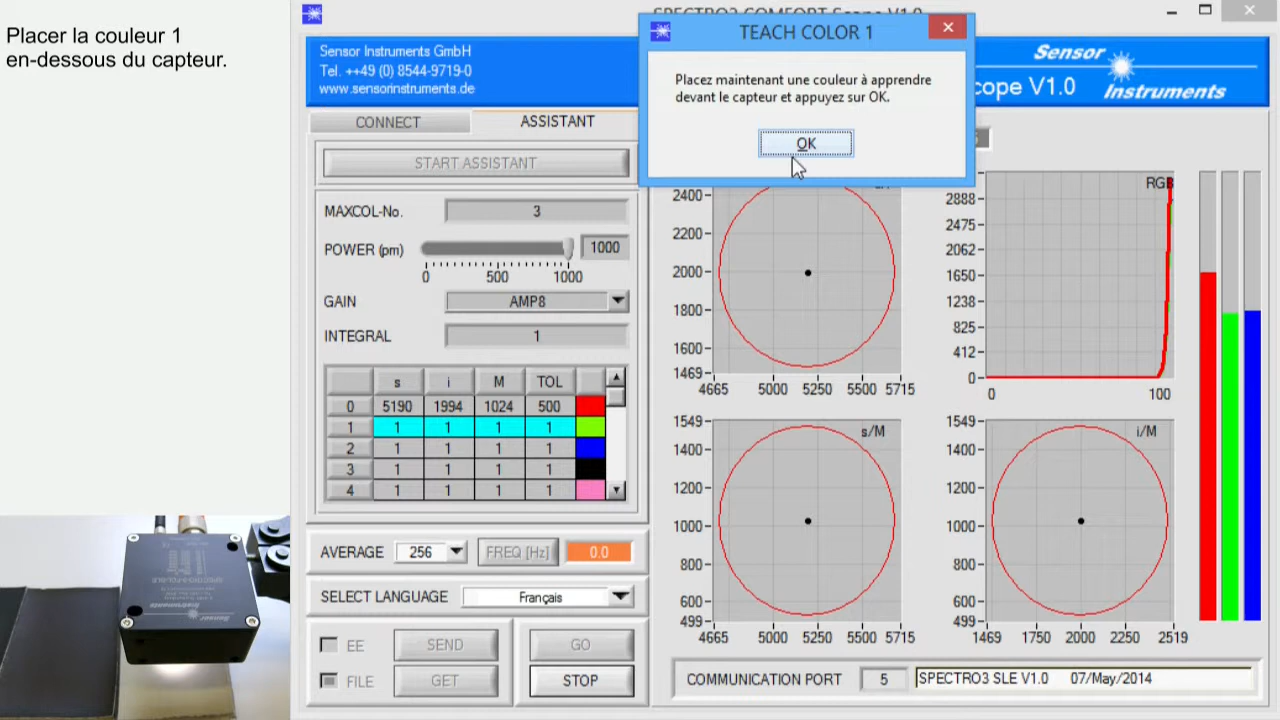 Placer la couleur 1
en-dessous du capteur.
SPECTRO3 COMFORT Scope V1.0
TEACH COLOR 1
Placez maintenant une couleur à apprendre
devant le capteur et appuyez sur OK.
OK
Sensor Instruments GmbH
Tel. ++49 (0) 8544-9719-0
www.sensorinstruments.de
cope V1.0
Sensor
Instruments
CONNECT
ASSISTANT
START ASSISTANT
MAXCOL-No. 3
POWER (pm) 1000
0 500 1000
GAIN AMP8
INTEGRAL 1
s i M TOL
0 5190 1994 1024 500
1 1 1 1 1
2 1 1 1 1
3 1 1 1 1
4 1 1 1 1
AVERAGE 256 FREQ [Hz] 0.0
SELECT LANGUAGE Français
EE SEND GO
FILE GET STOP
2400
2200
2000
1800
1600
1469
4665 5000 5250 5500 5715
RGB
2888
2475
2062
1650
1238
825
412
0
0 100
s/M
1549
1400
1200
1000
800
600
499
4665 5000 5250 5500 5715
i/M
1549
1400
1200
1000
800
600
499
1469 1750 2000 2250 2519
COMMUNICATION PORT 5 SPECTRO3 SLE V1.0 07/May/2014
Sensor
Instruments